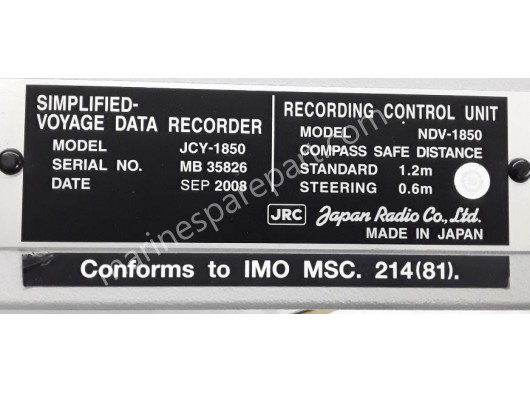 SIMPLIFIED-
VOYAGE DATA RECORDER
MODEL JCY-1850
SERIAL NO. MB 35826
DATE SEP 2008
RECORDING CONTROL UNIT
MODEL NDV-1850
COMPASS SAFE DISTANCE
STANDARD 1.2m
STEERING 0.6m
JRC Japan Radio Co., Ltd.
MADE IN JAPAN
Conforms to IMO MSC. 214(81).
marinesparepart.com